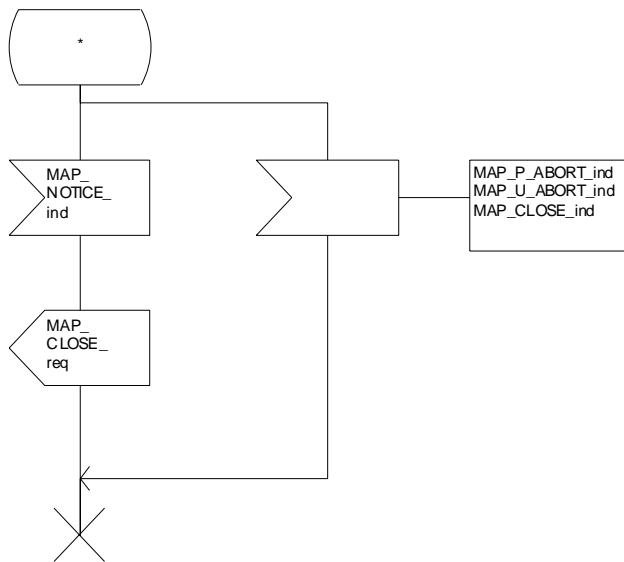 *
MAP_
NOTICE_
ind
MAP_P_ABORT_ind
MAP_U_ABORT_ind
MAP_CLOSE_ind
MAP_
CLOSE_
req